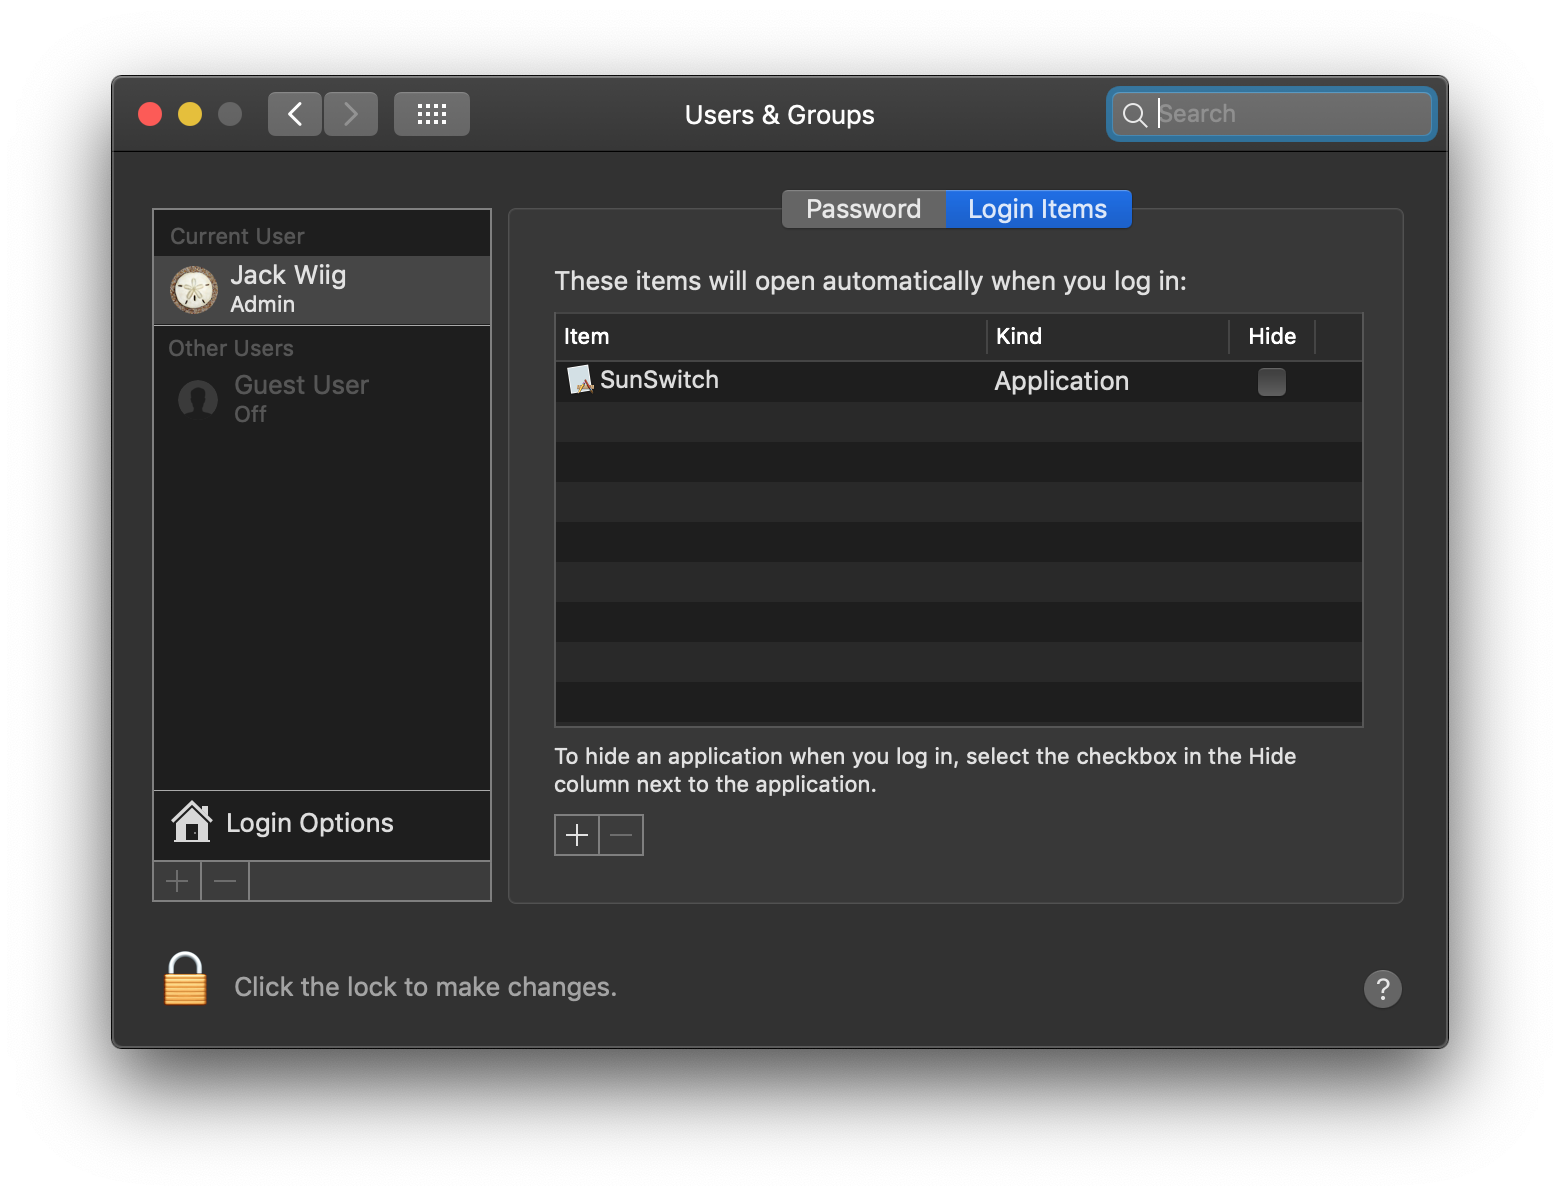 Users & Groups
Search
Current User
Jack Wiig
Admin
Other Users
Guest User
Off
Login Options
Password
Login Items
These items will open automatically when you log in:
Item
Kind
Hide
SunSwitch
Application
To hide an application when you log in, select the checkbox in the Hide
column next to the application.
Click the lock to make changes.
?